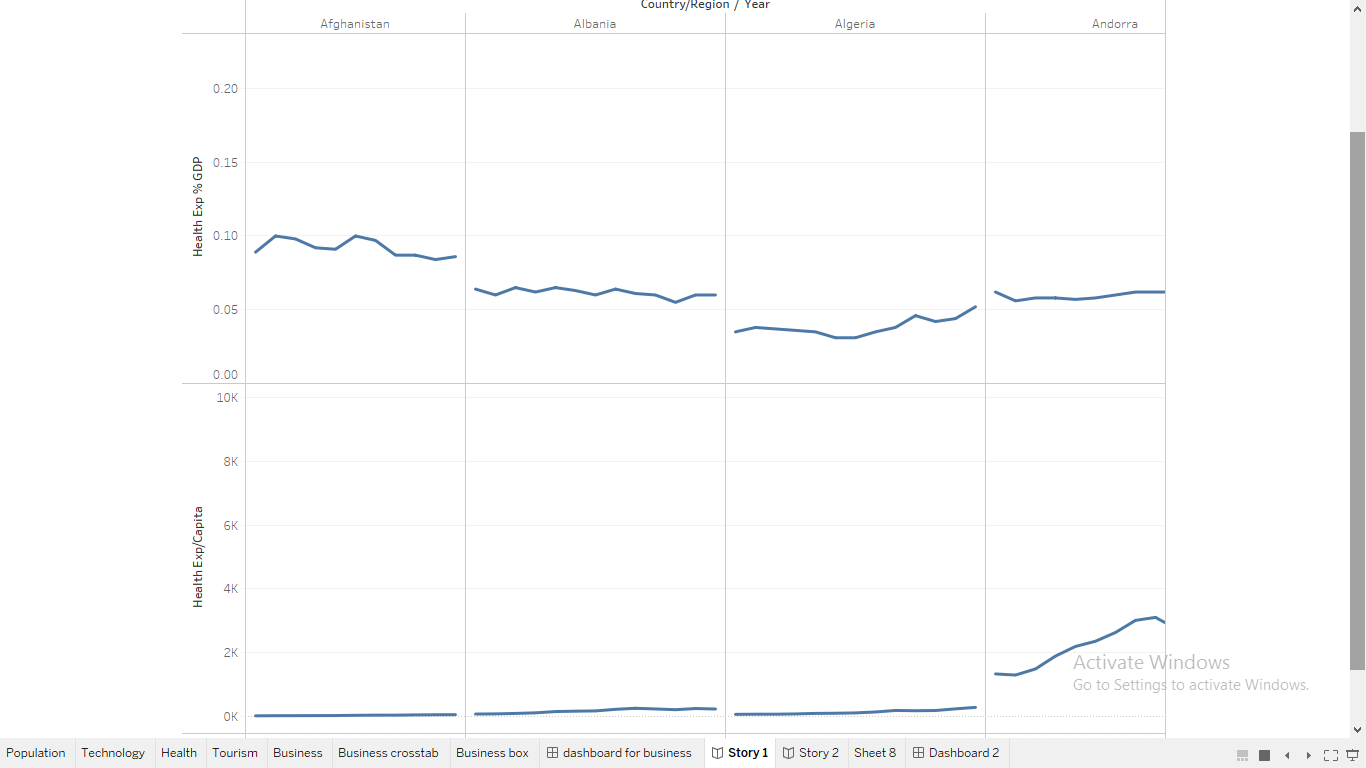 Country/Region / Year
Afghanistan Albania Algeria Andorra
Health Exp % GDP
0.20
0.15
0.10
0.05
0.00
Health Exp/Capita
10K
8K
6K
4K
2K
0K
Activate Windows
Go to Settings to activate Windows.
Population Technology Health Tourism Business Business crosstab Business box dashboard for business Story 1 Story 2 Sheet 8 Dashboard 2